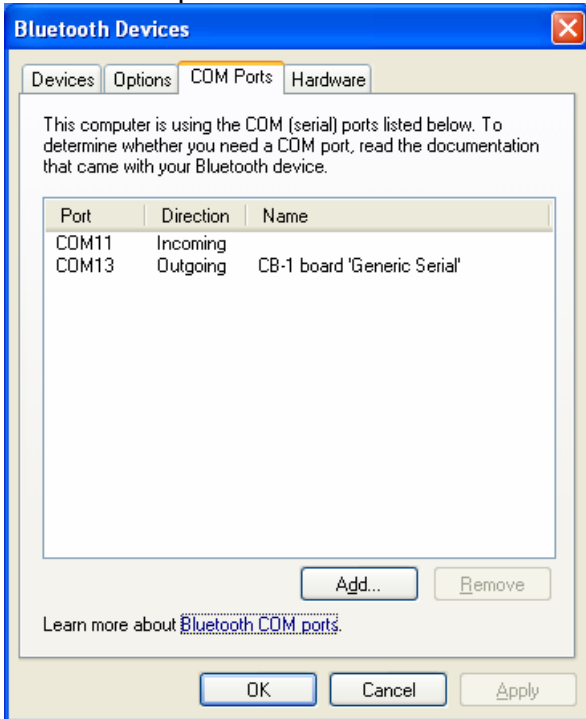 Bluetooth Devices
Devices Options COM Ports Hardware
This computer is using the COM (serial) ports listed below. To
determine whether you need a COM port, read the documentation
that came with your Bluetooth device.
Port Direction Name
COM11 Incoming
COM13 Outgoing CB-1 board 'Generic Serial'
Add... Remove
Learn more about Bluetooth COM ports.
OK Cancel Apply